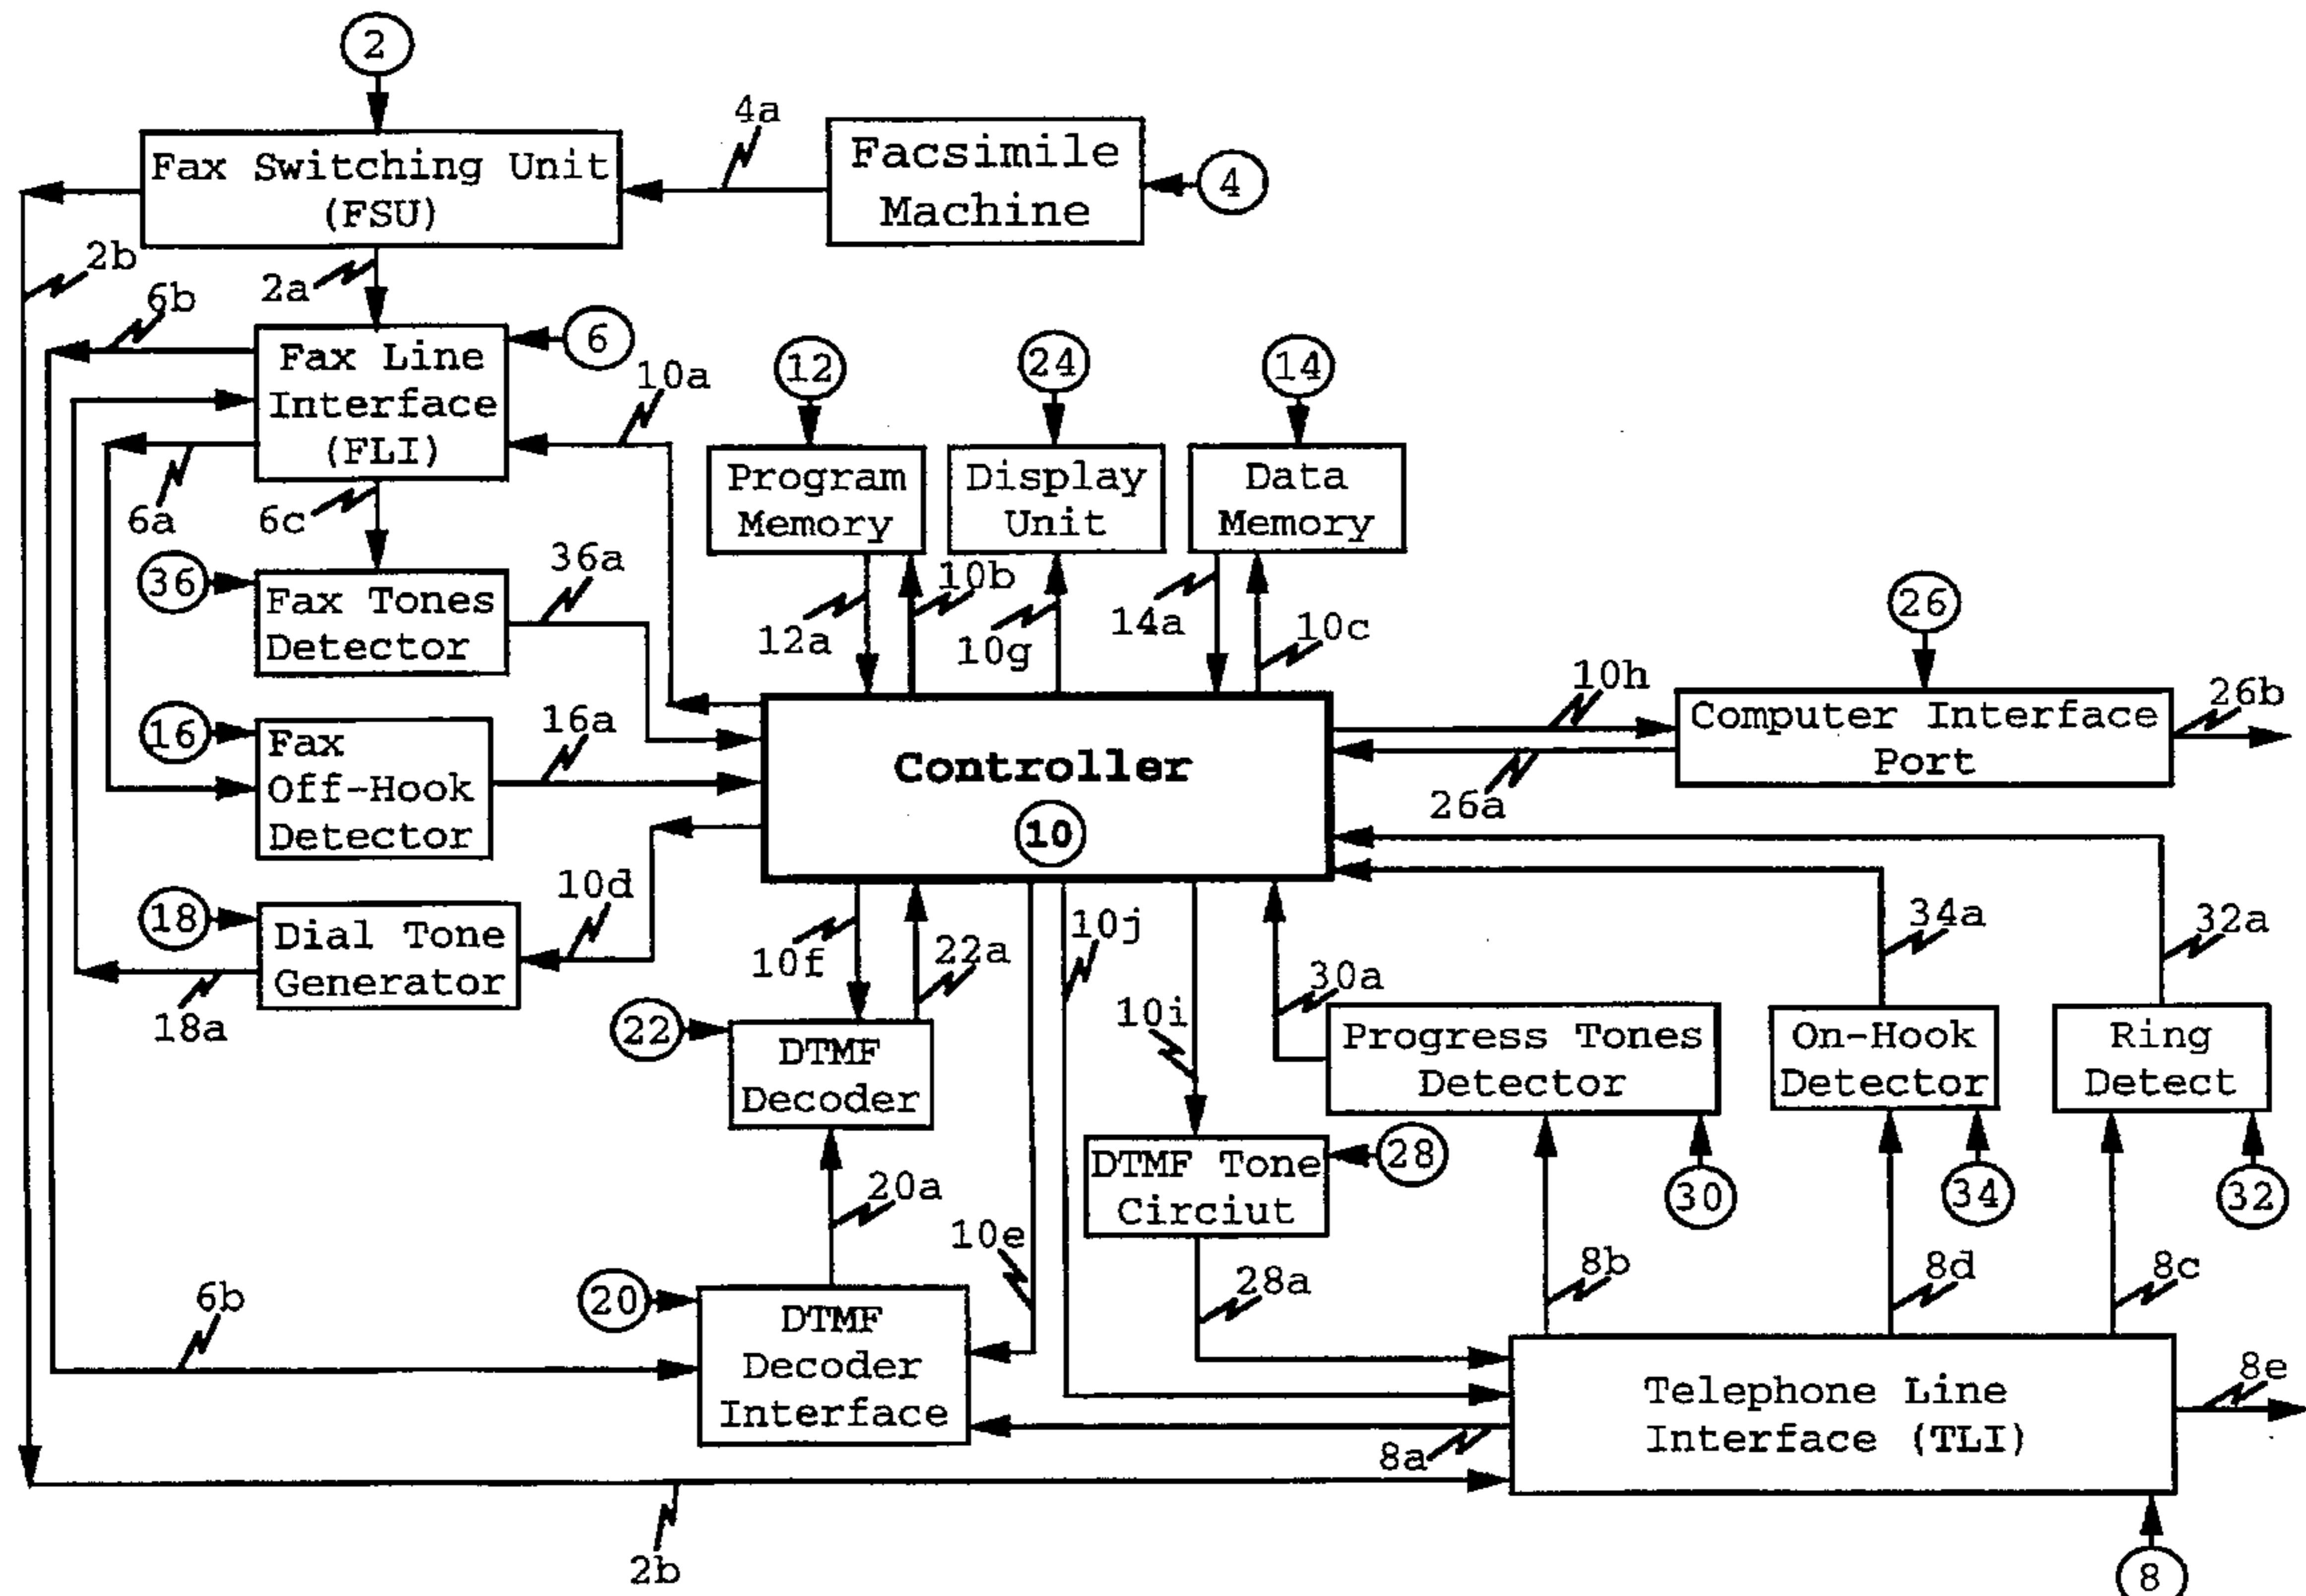 2
4a
Fax Switching Unit
(FSU)
Facsimile
Machine
4
2b
2a
6b
6
Fax Line
Interface
(FLI)
10a
12
24
14
6a
6c
Program
Memory
Display
Unit
Data
Memory
36
36a
Fax Tones
Detector
12a
10b
10g
14a
10c
26
16
16a
Fax
Off-Hook
Detector
Controller
10
10h
Computer Interface
Port
26b
26a
18
10d
Dial Tone
Generator
18a
10f
22a
10j
34a
32a
22
DTMF
Decoder
10i
30a
Progress Tones
Detector
On-Hook
Detector
Ring
Detect
20a
DTMF Tone
Circiut
28
30
34
32
10e
6b
20
DTMF
Decoder
Interface
28a
8b
8d
8c
8a
Telephone Line
Interface (TLI)
8e
2b
8